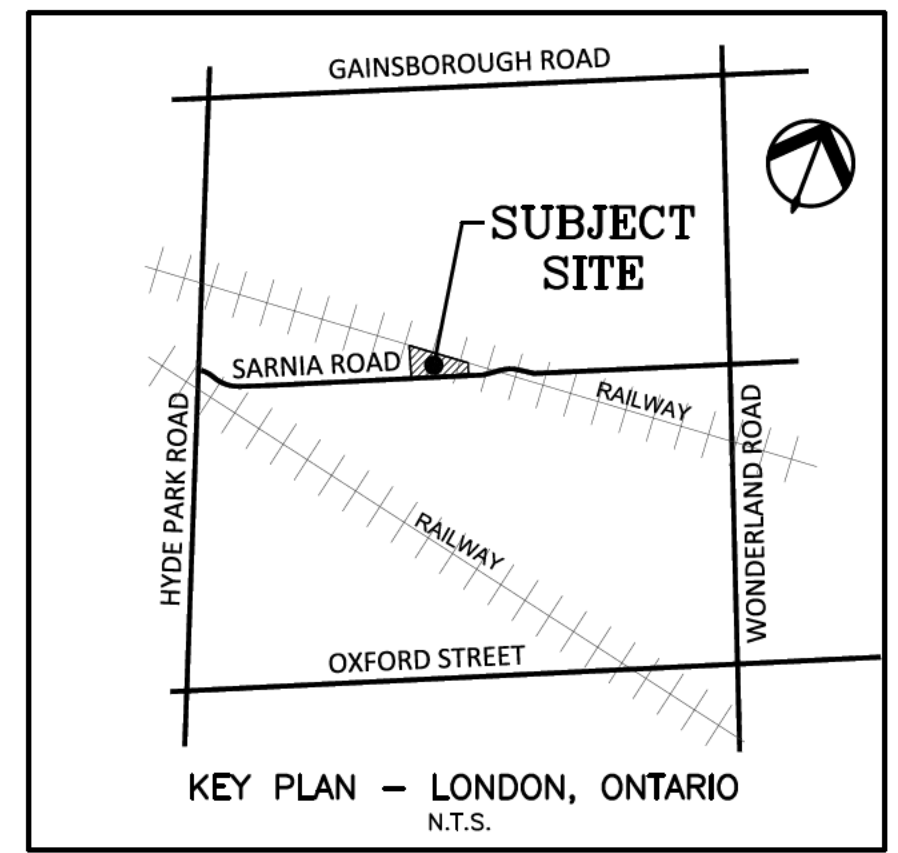 GAINSBOROUGH ROAD
SUBJECT
SITE
SARNIA ROAD
RAILWAY
HYDE PARK ROAD
WONDERLAND ROAD
RAILWAY
OXFORD STREET
KEY PLAN – LONDON, ONTARIO
N.T.S.